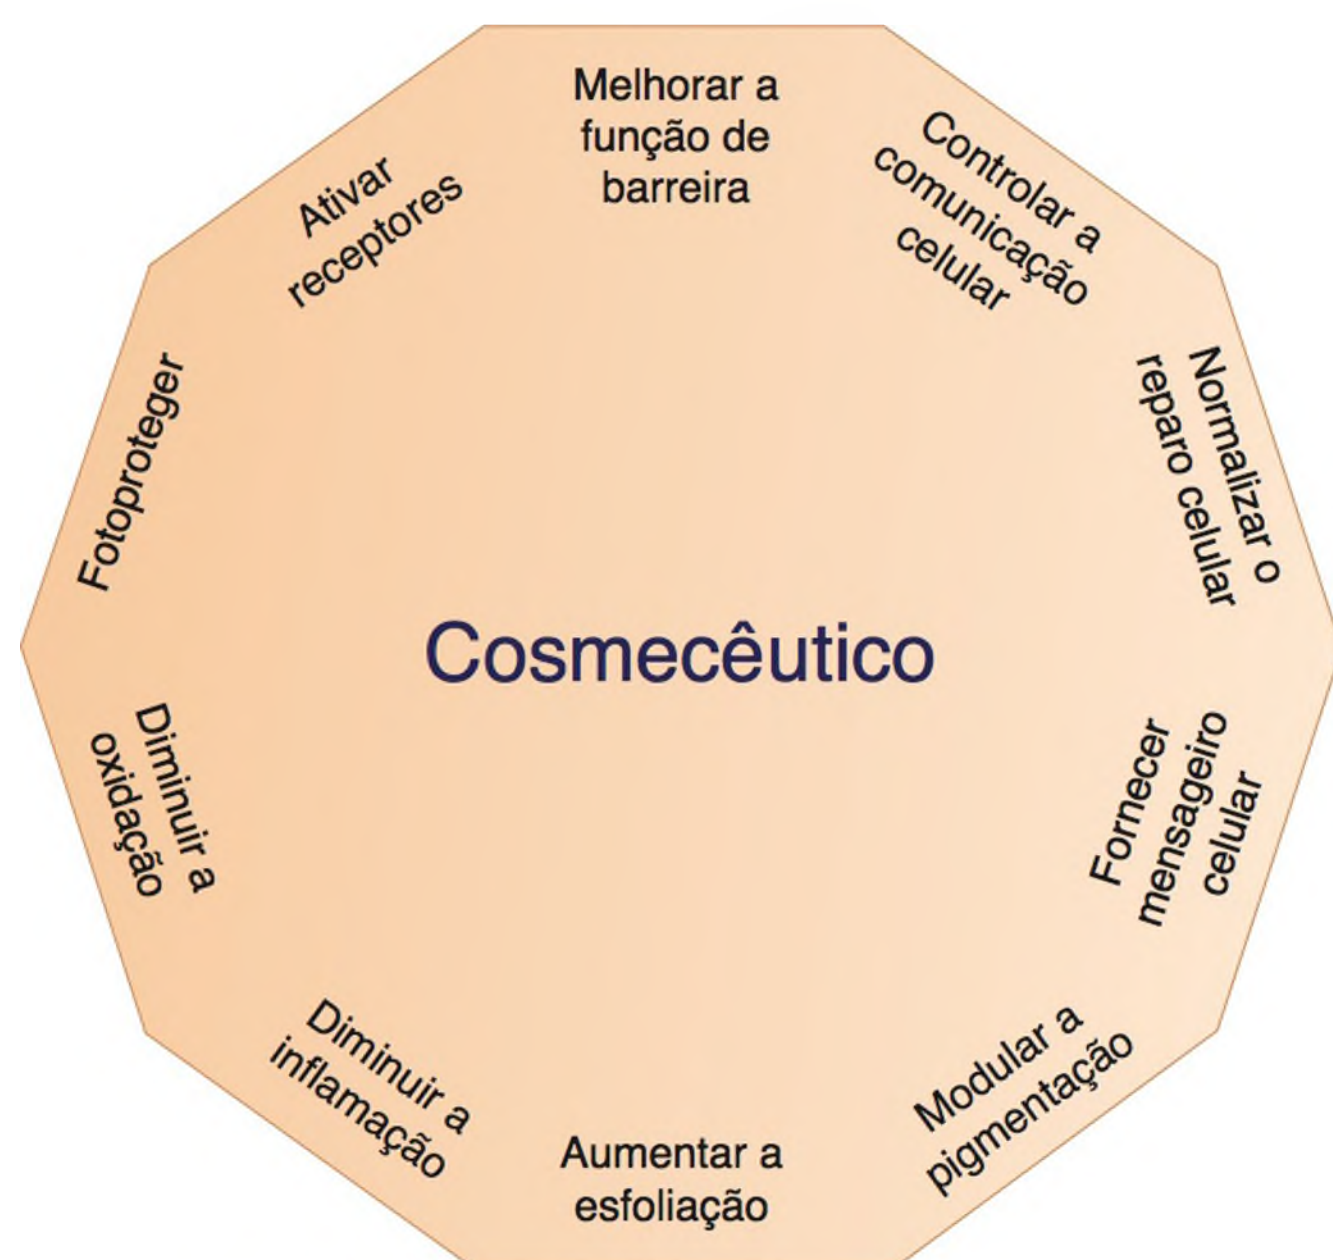 Melhorar a
função de
barreira
Controlar a
comunicação
celular
Normalizar o
reparo celular
Fornecer
mensageiro
celular
Modular a
pigmentação
Aumentar a
esfoliação
Diminuir a
inflamação
Diminuir a
oxidação
Fotoproteger
Ativar
receptores
Cosmecêutico